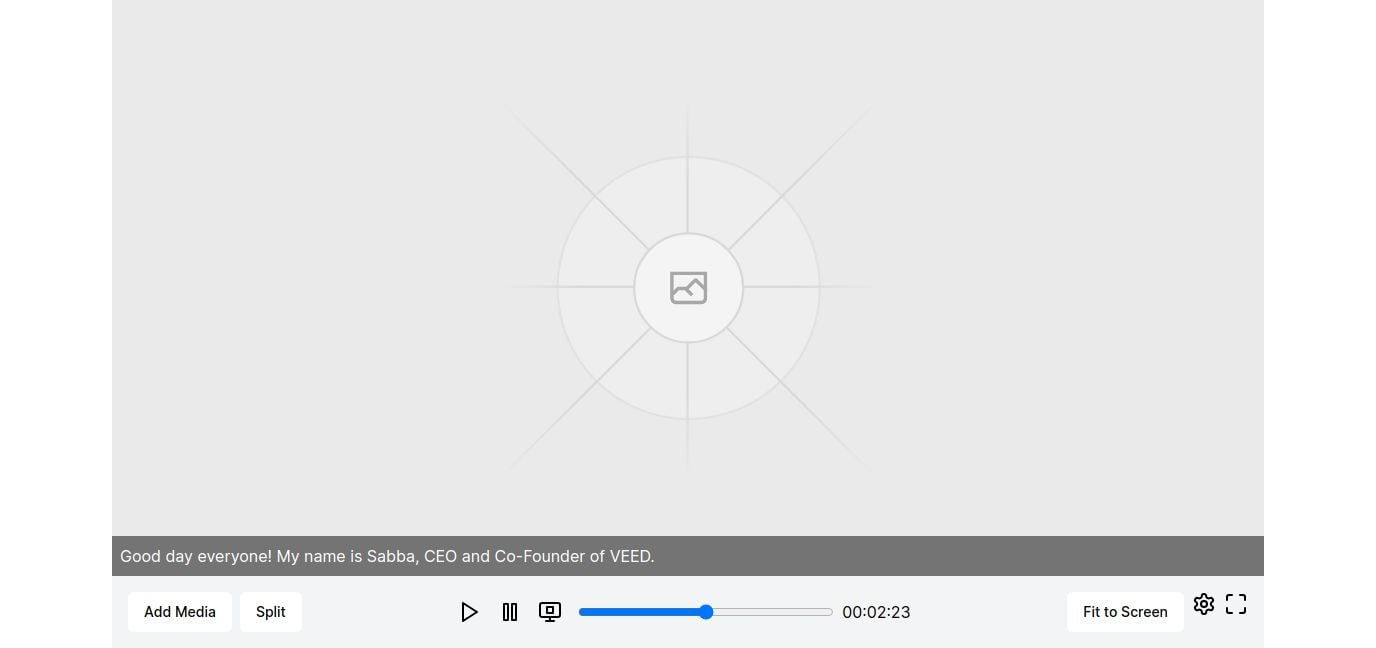 Good day everyone! My name is Sabba, CEO and Co-Founder of VEED.
Add Media
Split
00:02:23
Fit to Screen